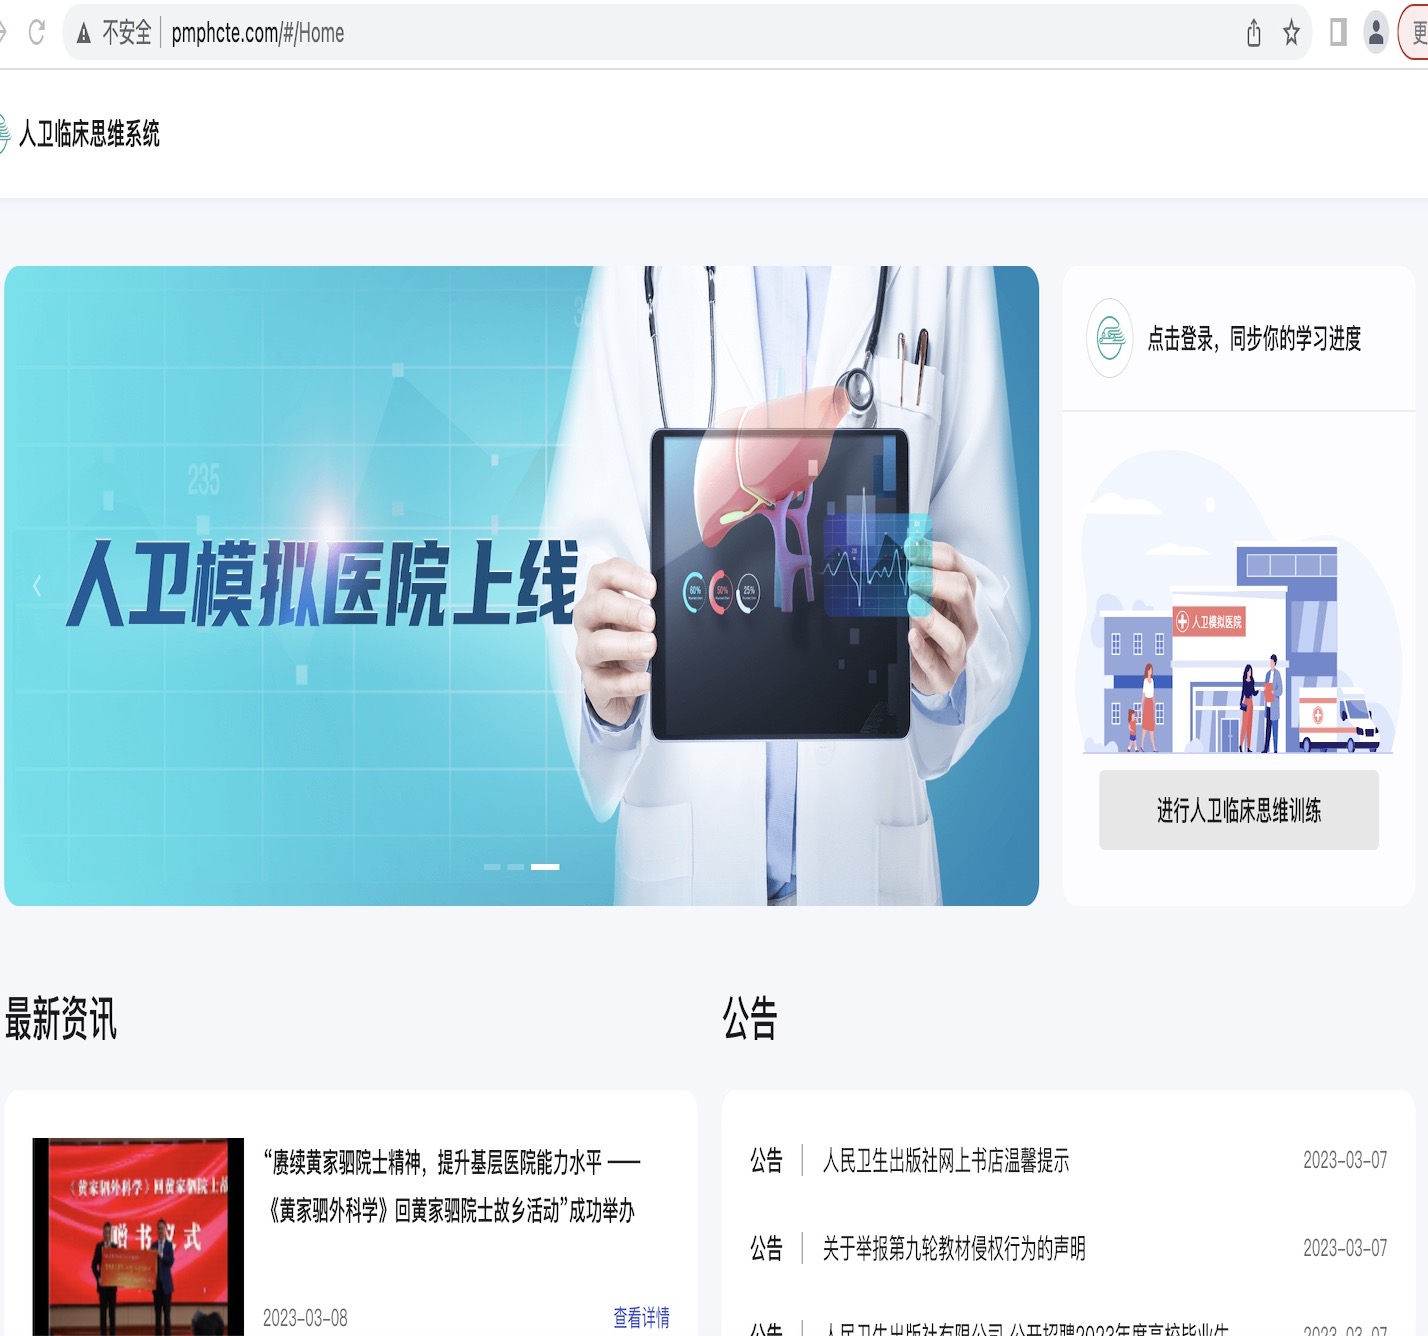 不安全 pmphcte.com/#/Home
更
人卫临床思维系统
点击登录，同步你的学习进度
235
人卫模拟医院上线
60% 50% 25%
人卫模拟医院
进行人卫临床思维训练
最新资讯
公告
“赓续黄家驷院士精神，提升基层医院能力水平 ——
《黄家驷外科学》回黄家驷院士故乡活动”成功举办
《黄家驷外科学》回黄家驷院士故
赠书仪式
2023-03-08 查看详情
公告 人民卫生出版社网上书店温馨提示 2023-03-07
公告 关于举报第九轮教材侵权行为的声明 2023-03-07
公告 人民卫生出版社有限公司 公开招聘2023年度高校毕业生 2023-03-07